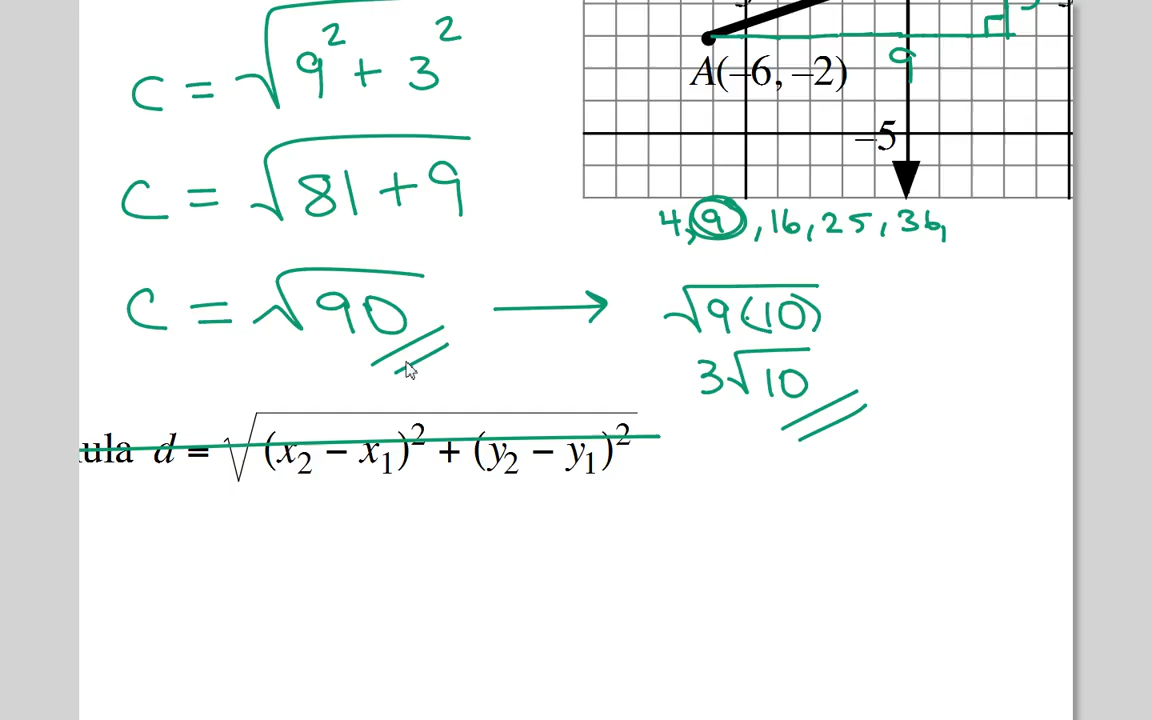 c = √9² + 3²
A(–6, –2)
9
–5
c = √81 + 9
4, 9, 16, 25, 36,
c = √90 → √9(10)
3√10
ula d = √(x₂ − x₁)² + (y₂ − y₁)²